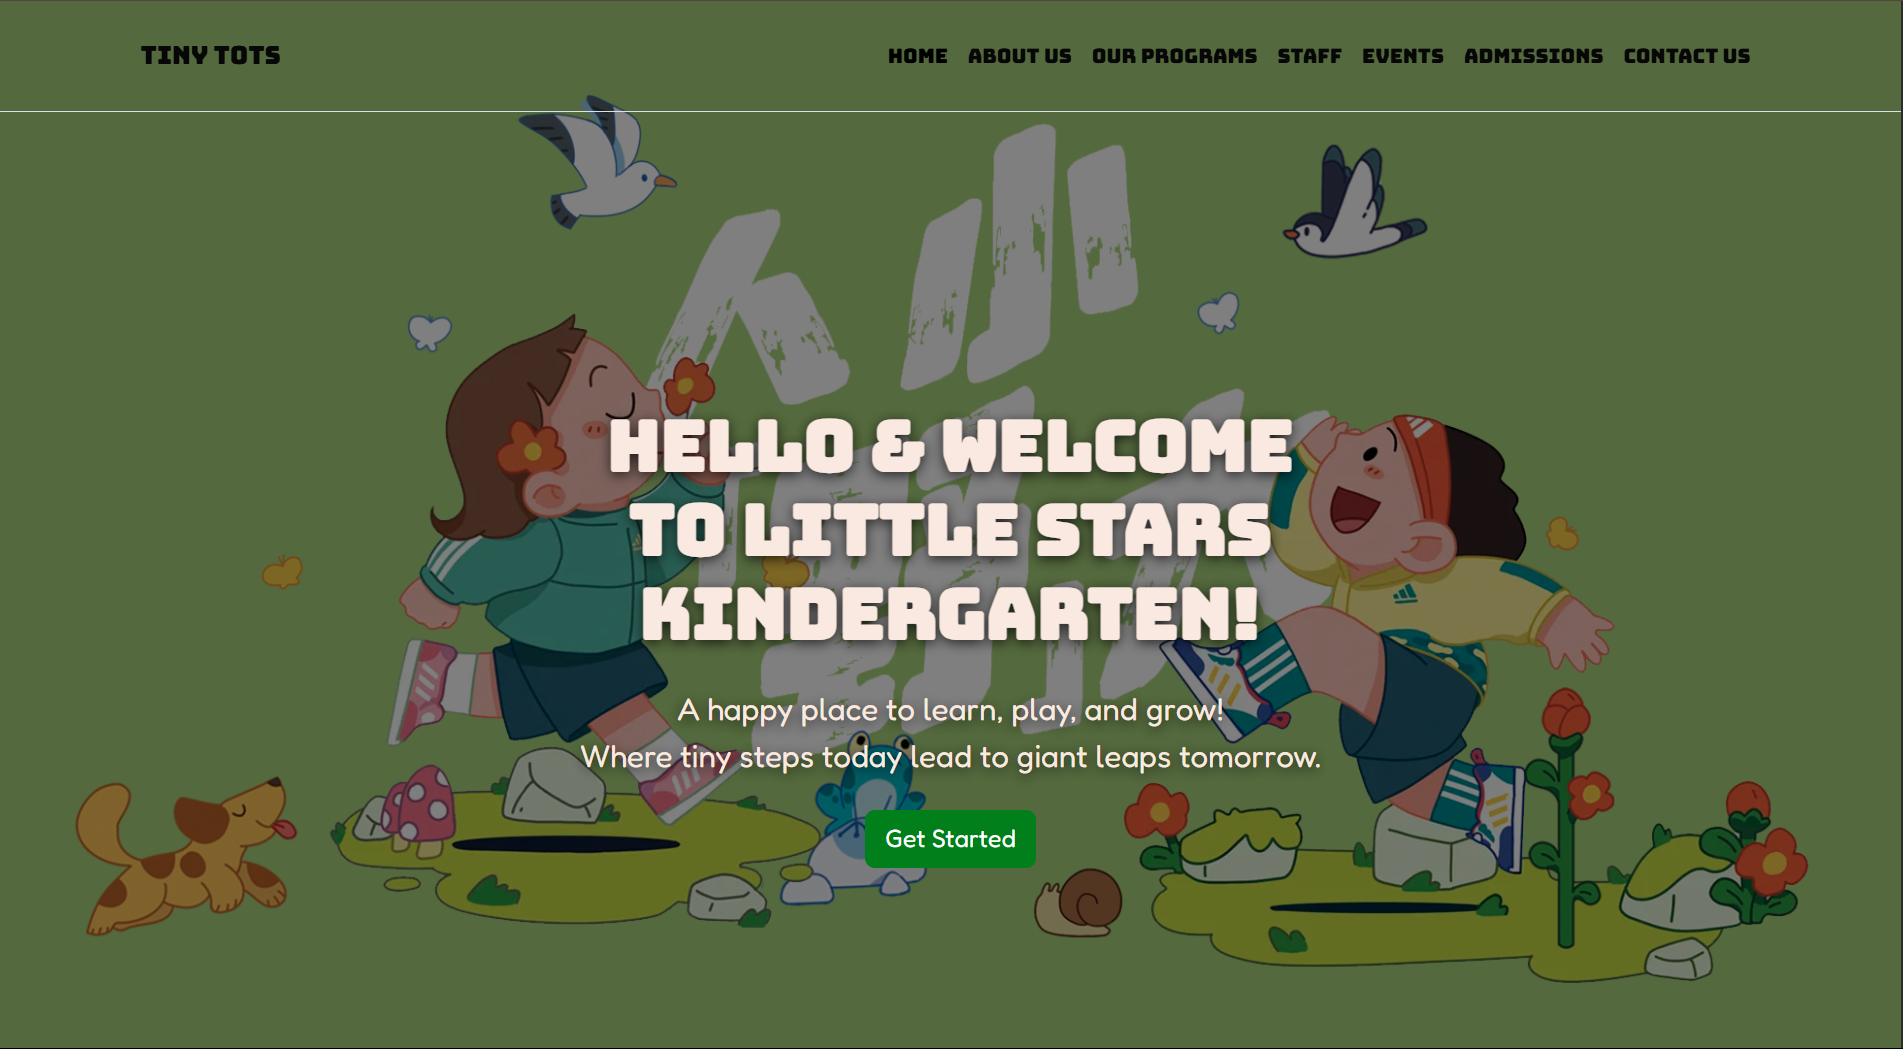 TINY TOTS
HOME ABOUT US OUR PROGRAMS STAFF EVENTS ADMISSIONS CONTACT US
HELLO & WELCOME
TO LITTLE STARS
KINDERGARTEN!
A happy place to learn, play, and grow!
Where tiny steps today lead to giant leaps tomorrow.
Get Started